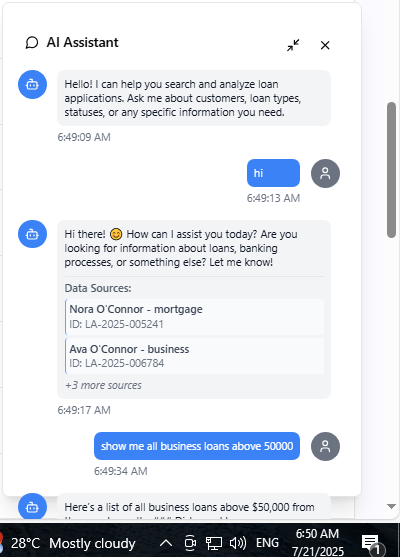 AI Assistant
Hello! I can help you search and analyze loan
applications. Ask me about customers, loan types,
statuses, or any specific information you need.
6:49:09 AM
hi
6:49:13 AM
Hi there! 😊 How can I assist you today? Are you
looking for information about loans, banking
processes, or something else? Let me know!
Data Sources:
Nora O'Connor - mortgage
ID: LA-2025-005241
Ava O'Connor - business
ID: LA-2025-006784
+3 more sources
6:49:17 AM
show me all business loans above 50000
6:49:34 AM
Here's a list of all business loans above $50,000 from
28°C Mostly cloudy
ENG
6:50 AM
7/21/2025
1